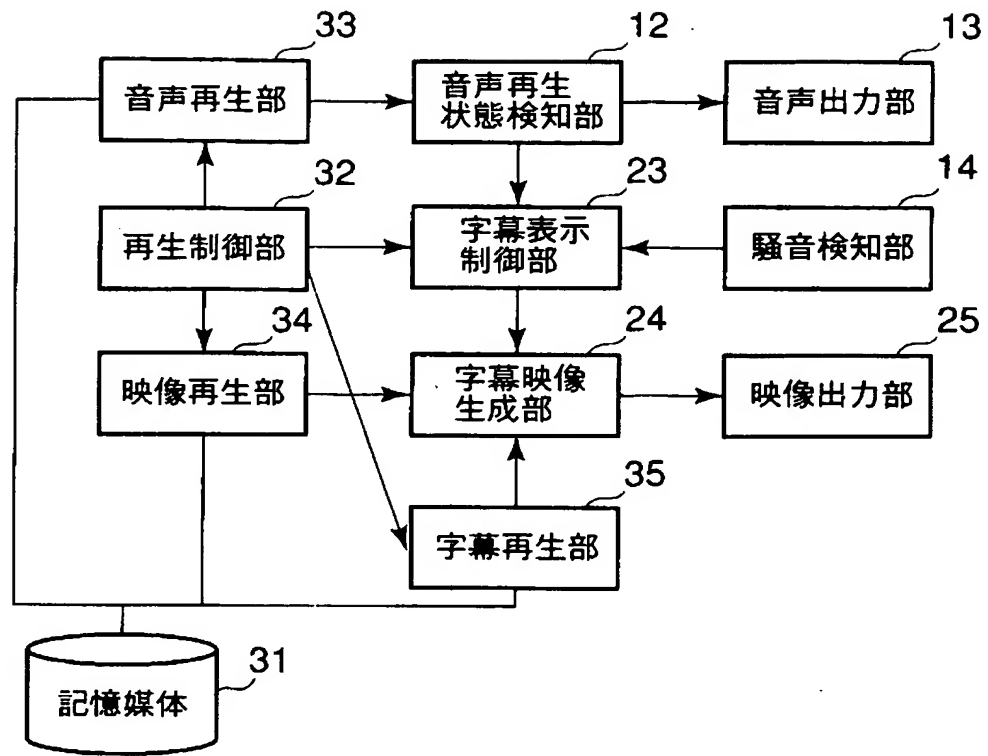 33
12
13
音声再生部
音声再生
状態検知部
音声出力部
32
23
14
再生制御部
字幕表示
制御部
騒音検知部
34
24
25
映像再生部
字幕映像
生成部
映像出力部
35
字幕再生部
31
記憶媒体